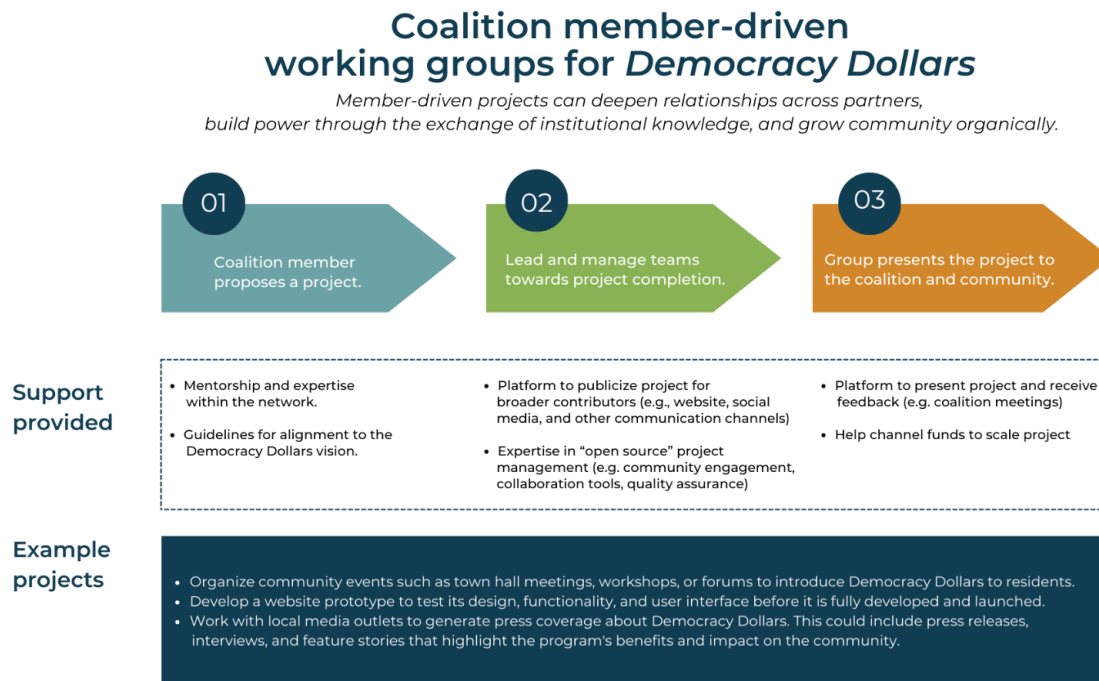 Coalition member-driven
working groups for Democracy Dollars
Member-driven projects can deepen relationships across partners,
build power through the exchange of institutional knowledge, and grow community organically.
01
Coalition member
proposes a project.
02
Lead and manage teams
towards project completion.
03
Group presents the project to
the coalition and community.
Support
provided
• Mentorship and expertise
within the network.
• Guidelines for alignment to the
Democracy Dollars vision.
• Platform to publicize project for
broader contributors (e.g., website, social
media, and other communication channels)
• Expertise in “open source” project
management (e.g. community engagement,
collaboration tools, quality assurance)
• Platform to present project and receive
feedback (e.g. coalition meetings)
• Help channel funds to scale project
Example
projects
• Organize community events such as town hall meetings, workshops, or forums to introduce Democracy Dollars to residents.
• Develop a website prototype to test its design, functionality, and user interface before it is fully developed and launched.
• Work with local media outlets to generate press coverage about Democracy Dollars. This could include press releases,
interviews, and feature stories that highlight the program's benefits and impact on the community.